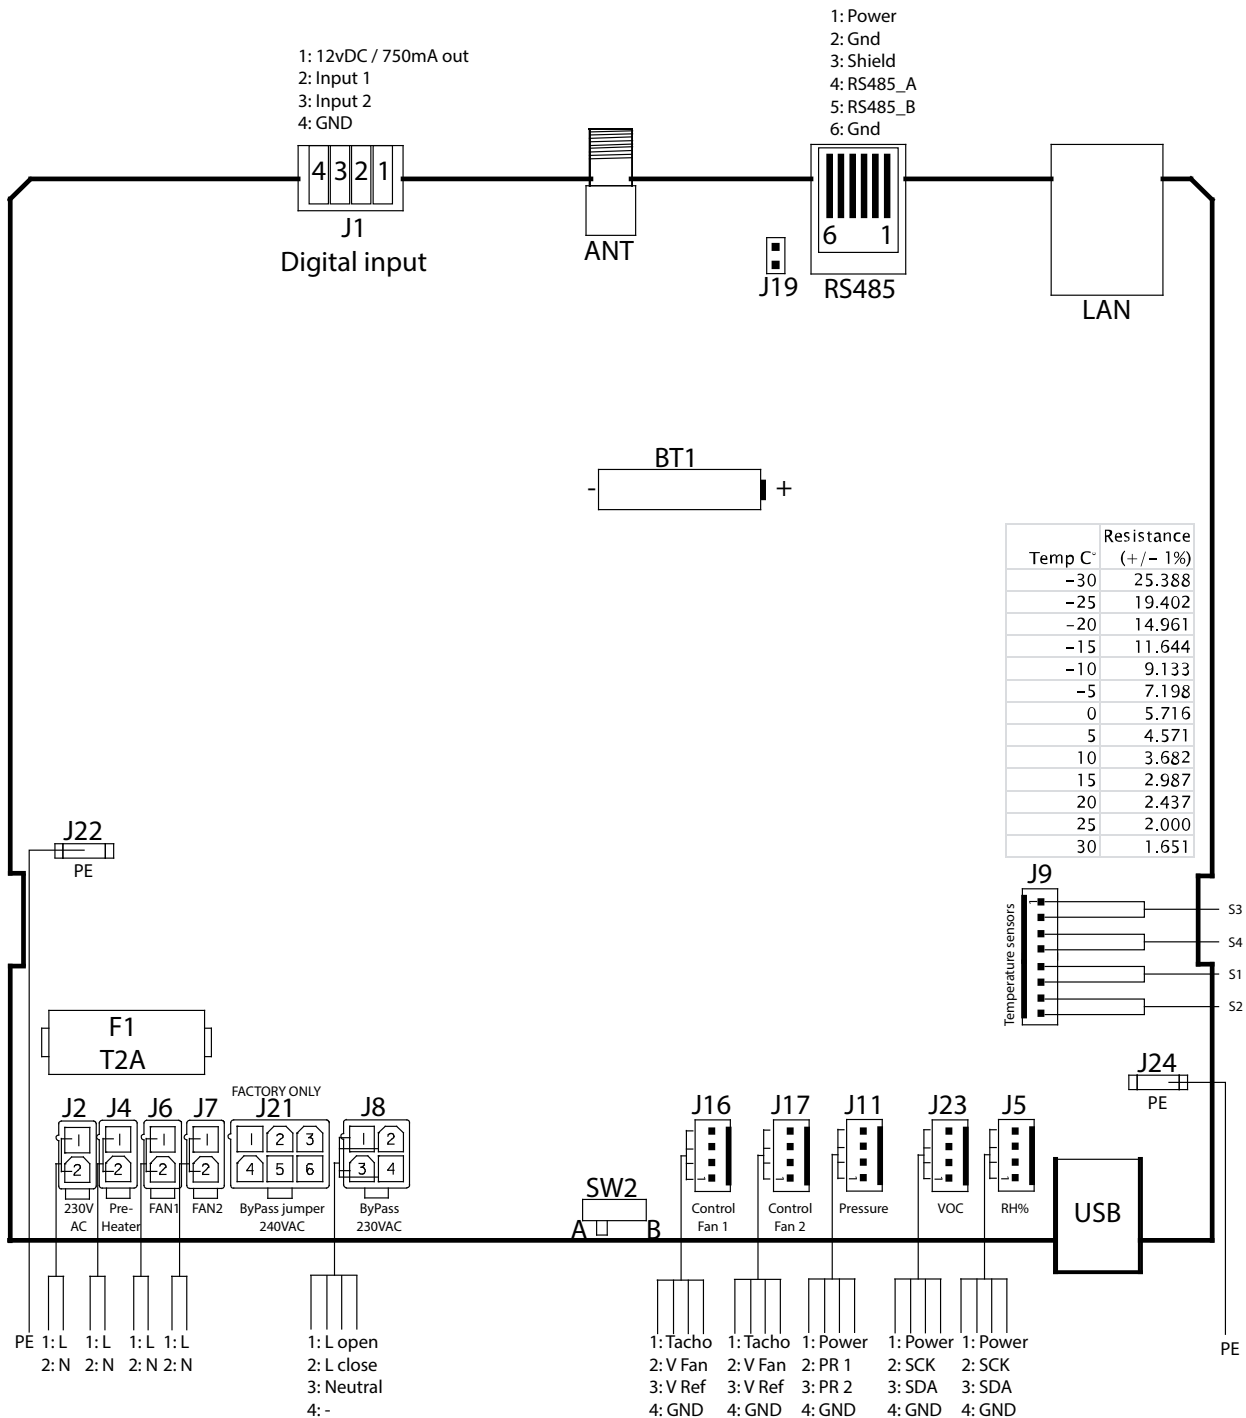 1: 12vDC / 750mA out
2: Input 1
3: Input 2
4: GND
4 3 2 1
J1
Digital input
ANT
1: Power
2: Gnd
3: Shield
4: RS485_A
5: RS485_B
6: Gnd
6 1
J19
RS485
LAN
BT1
- +
Temp C° Resistance (+/- 1%)
-30 25.388
-25 19.402
-20 14.961
-15 11.644
-10 9.133
-5 7.198
0 5.716
5 4.571
10 3.682
15 2.987
20 2.437
25 2.000
30 1.651
J22
PE
J9
1
Temperature sensors
S3
S4
S1
S2
F1
T2A
J24
PE
FACTORY ONLY
J2 J4 J6 J7 J21 J8
1 1 1 1 1 2 3 1 2
2 2 2 2 4 5 6 3 4
230V AC
Pre-Heater
FAN1
FAN2
ByPass jumper
240VAC
ByPass
230VAC
SW2
A B
J16 J17 J11 J23 J5
1 1 1 1 1
Control Fan 1
Control Fan 2
Pressure
VOC
RH%
USB
PE
1: L
2: N
1: L
2: N
1: L
2: N
1: L
2: N
1: L open
2: L close
3: Neutral
4: -
1: Tacho
2: V Fan
3: V Ref
4: GND
1: Tacho
2: V Fan
3: V Ref
4: GND
1: Power
2: PR 1
3: PR 2
4: GND
1: Power
2: SCK
3: SDA
4: GND
1: Power
2: SCK
3: SDA
4: GND
PE